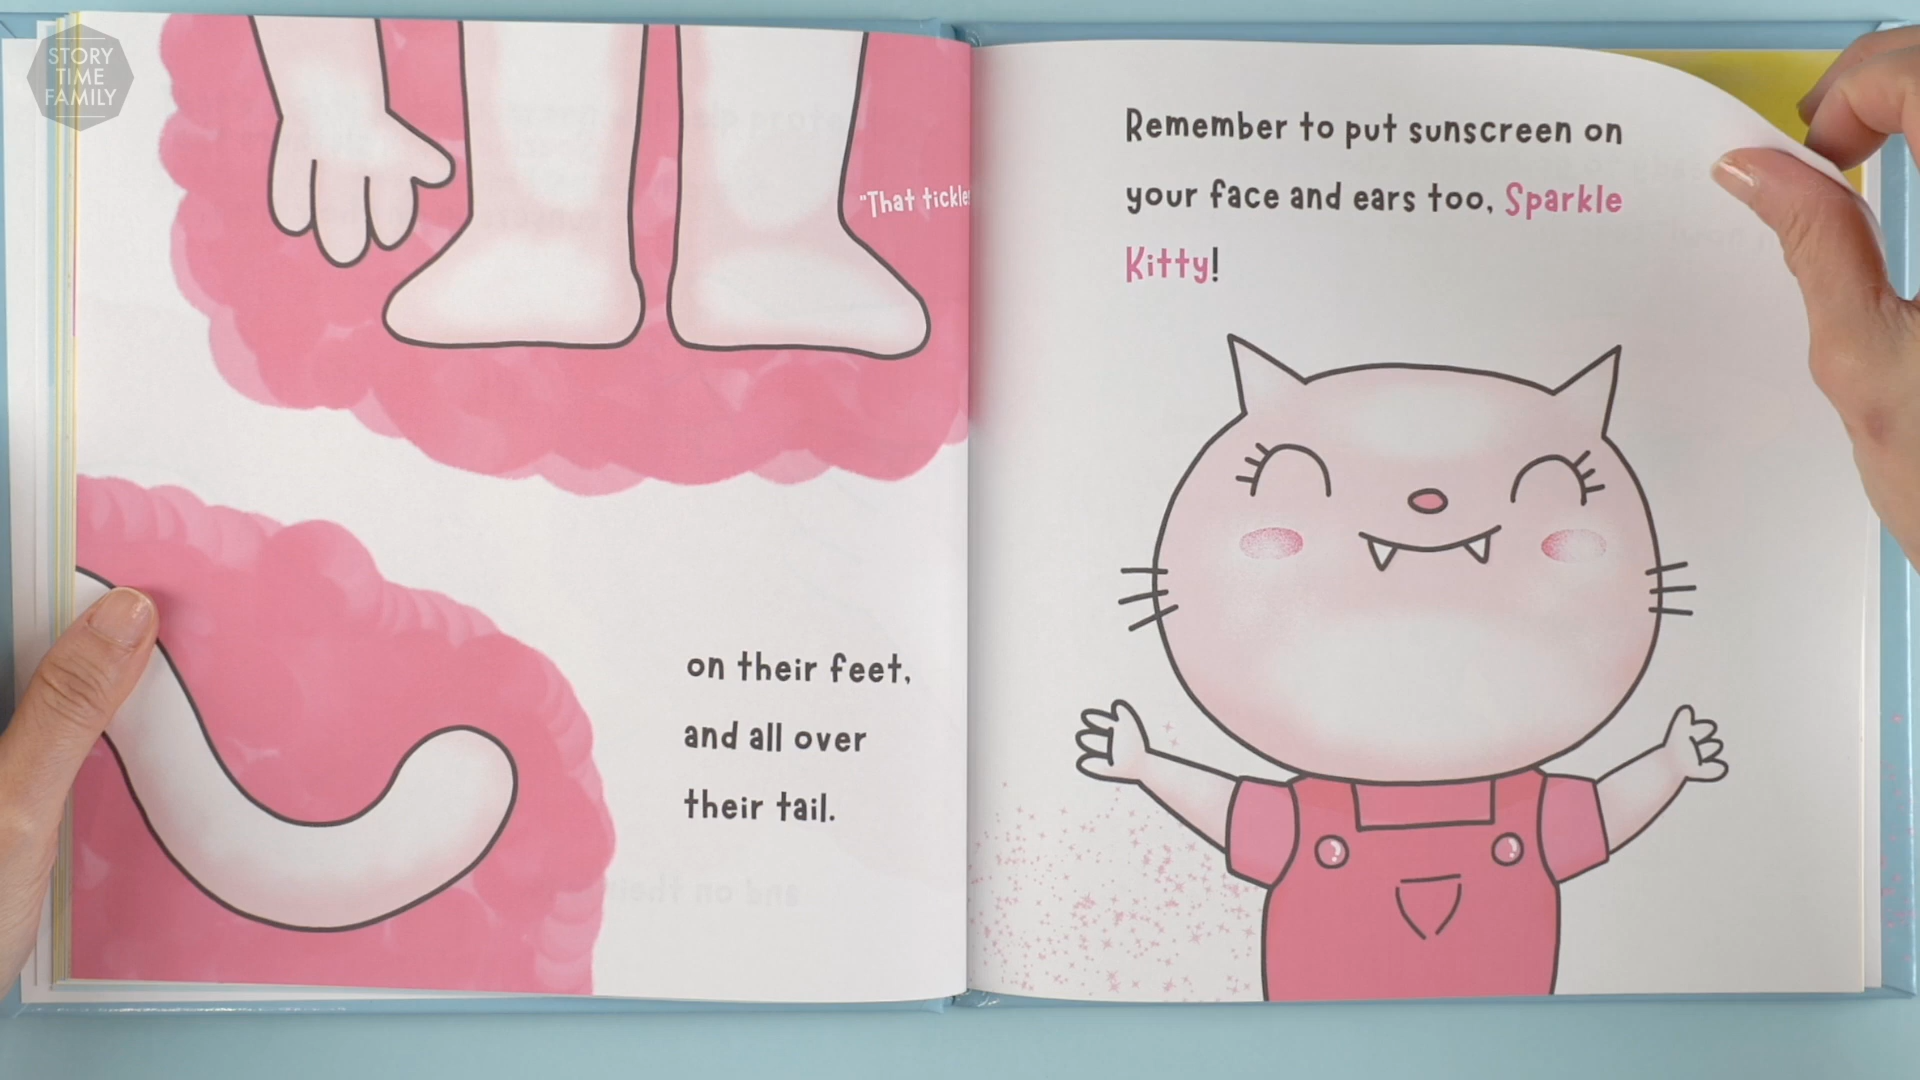 STORY
TIME
FAMILY
"That tickle
on their feet,
and all over
their tail.
Remember to put sunscreen on
your face and ears too, Sparkle
Kitty!